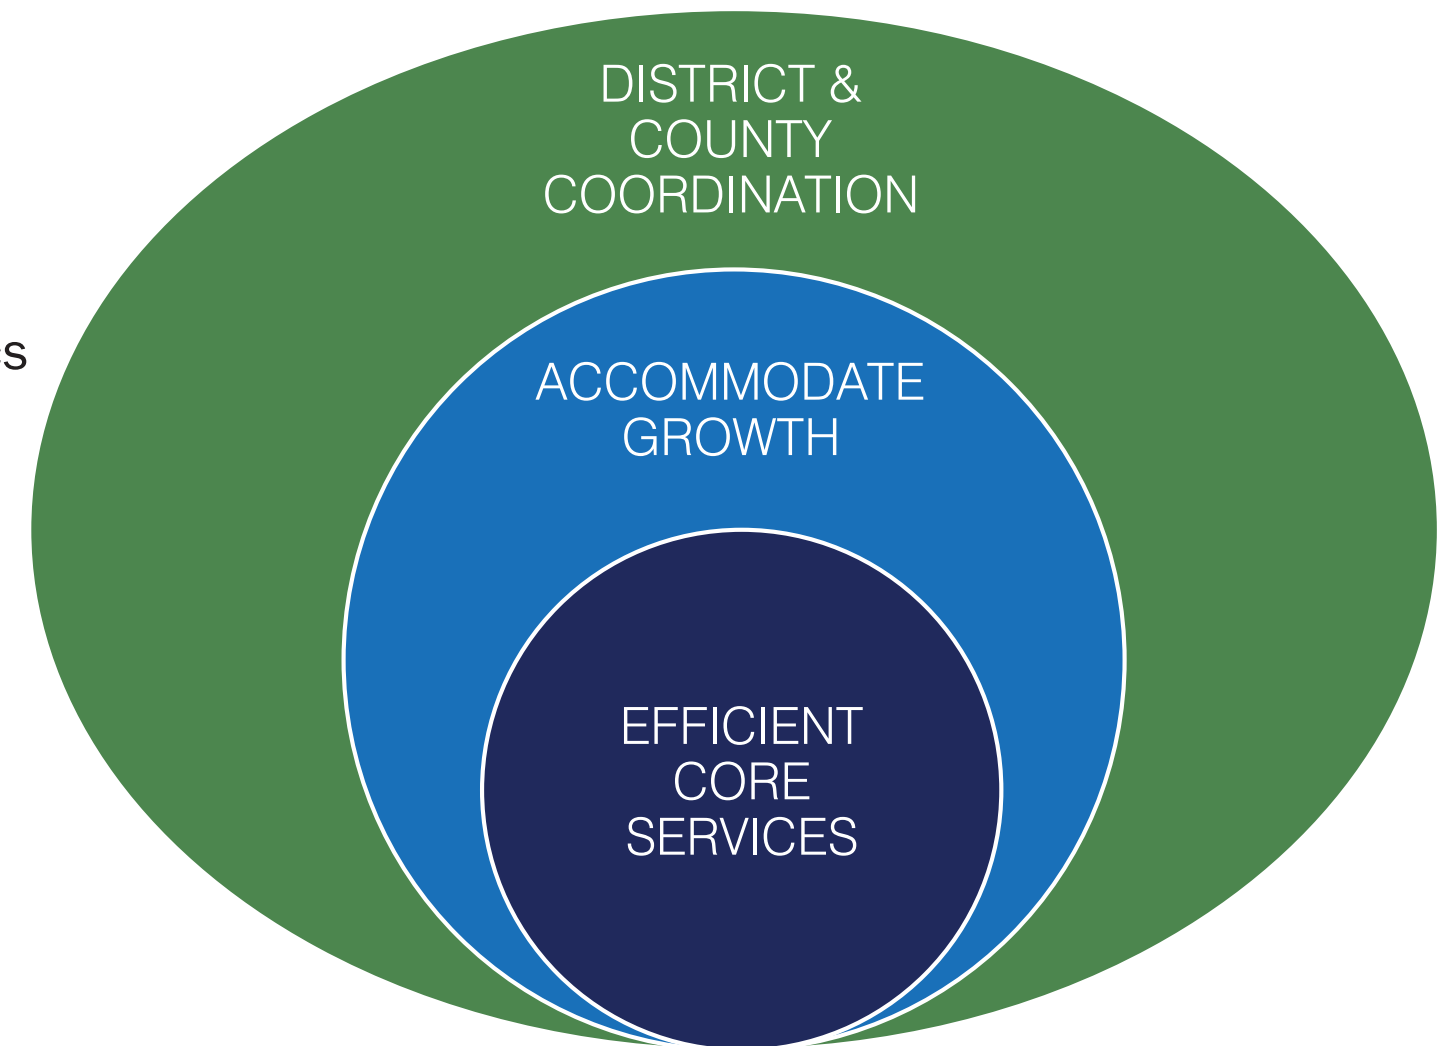 DISTRICT &
COUNTY
COORDINATION
ACCOMMODATE
GROWTH
EFFICIENT
CORE
SERVICES